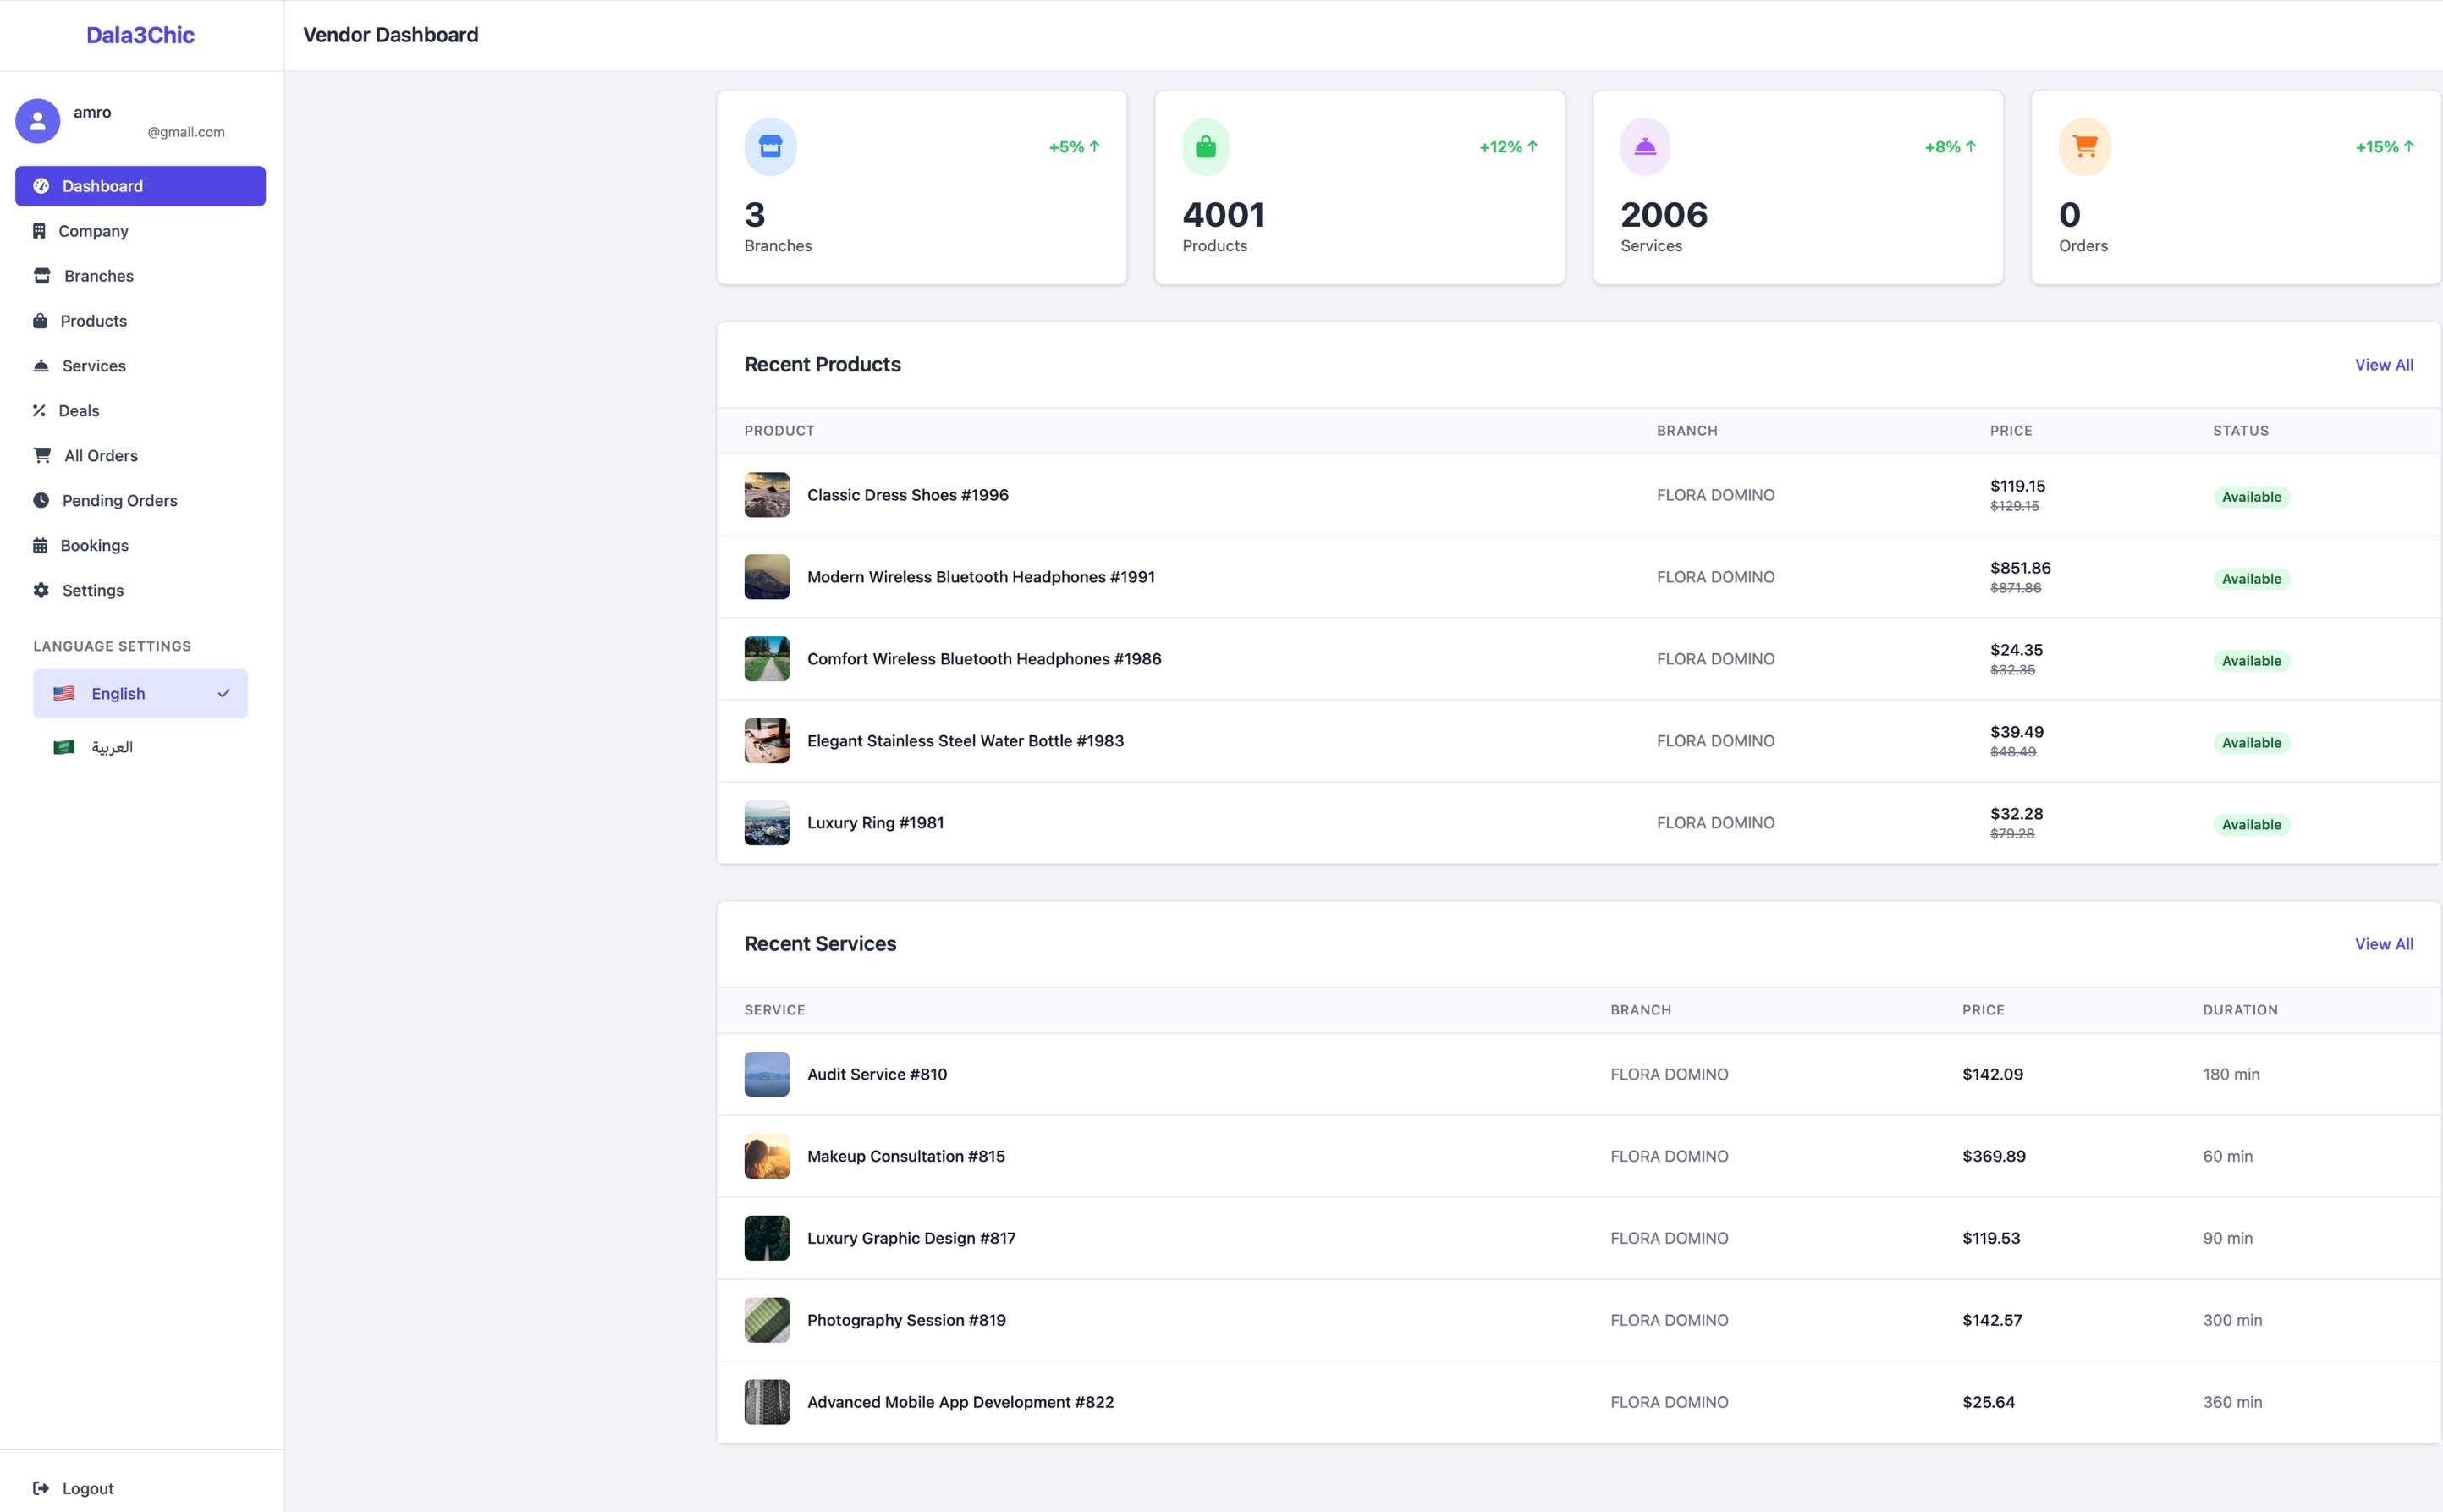 Dala3Chic
Vendor Dashboard
amro
@gmail.com
Dashboard
Company
Branches
Products
Services
Deals
All Orders
Pending Orders
Bookings
Settings
LANGUAGE SETTINGS
English
العربية
Logout
+5%
3
Branches
+12%
4001
Products
+8%
2006
Services
+15%
0
Orders
Recent Products
View All
PRODUCT BRANCH PRICE STATUS
Classic Dress Shoes #1996 FLORA DOMINO $119.15 Available
$129.15
Modern Wireless Bluetooth Headphones #1991 FLORA DOMINO $851.86 Available
$871.86
Comfort Wireless Bluetooth Headphones #1986 FLORA DOMINO $24.35 Available
$32.35
Elegant Stainless Steel Water Bottle #1983 FLORA DOMINO $39.49 Available
$48.49
Luxury Ring #1981 FLORA DOMINO $32.28 Available
$79.28
Recent Services
View All
SERVICE BRANCH PRICE DURATION
Audit Service #810 FLORA DOMINO $142.09 180 min
Makeup Consultation #815 FLORA DOMINO $369.89 60 min
Luxury Graphic Design #817 FLORA DOMINO $119.53 90 min
Photography Session #819 FLORA DOMINO $142.57 300 min
Advanced Mobile App Development #822 FLORA DOMINO $25.64 360 min